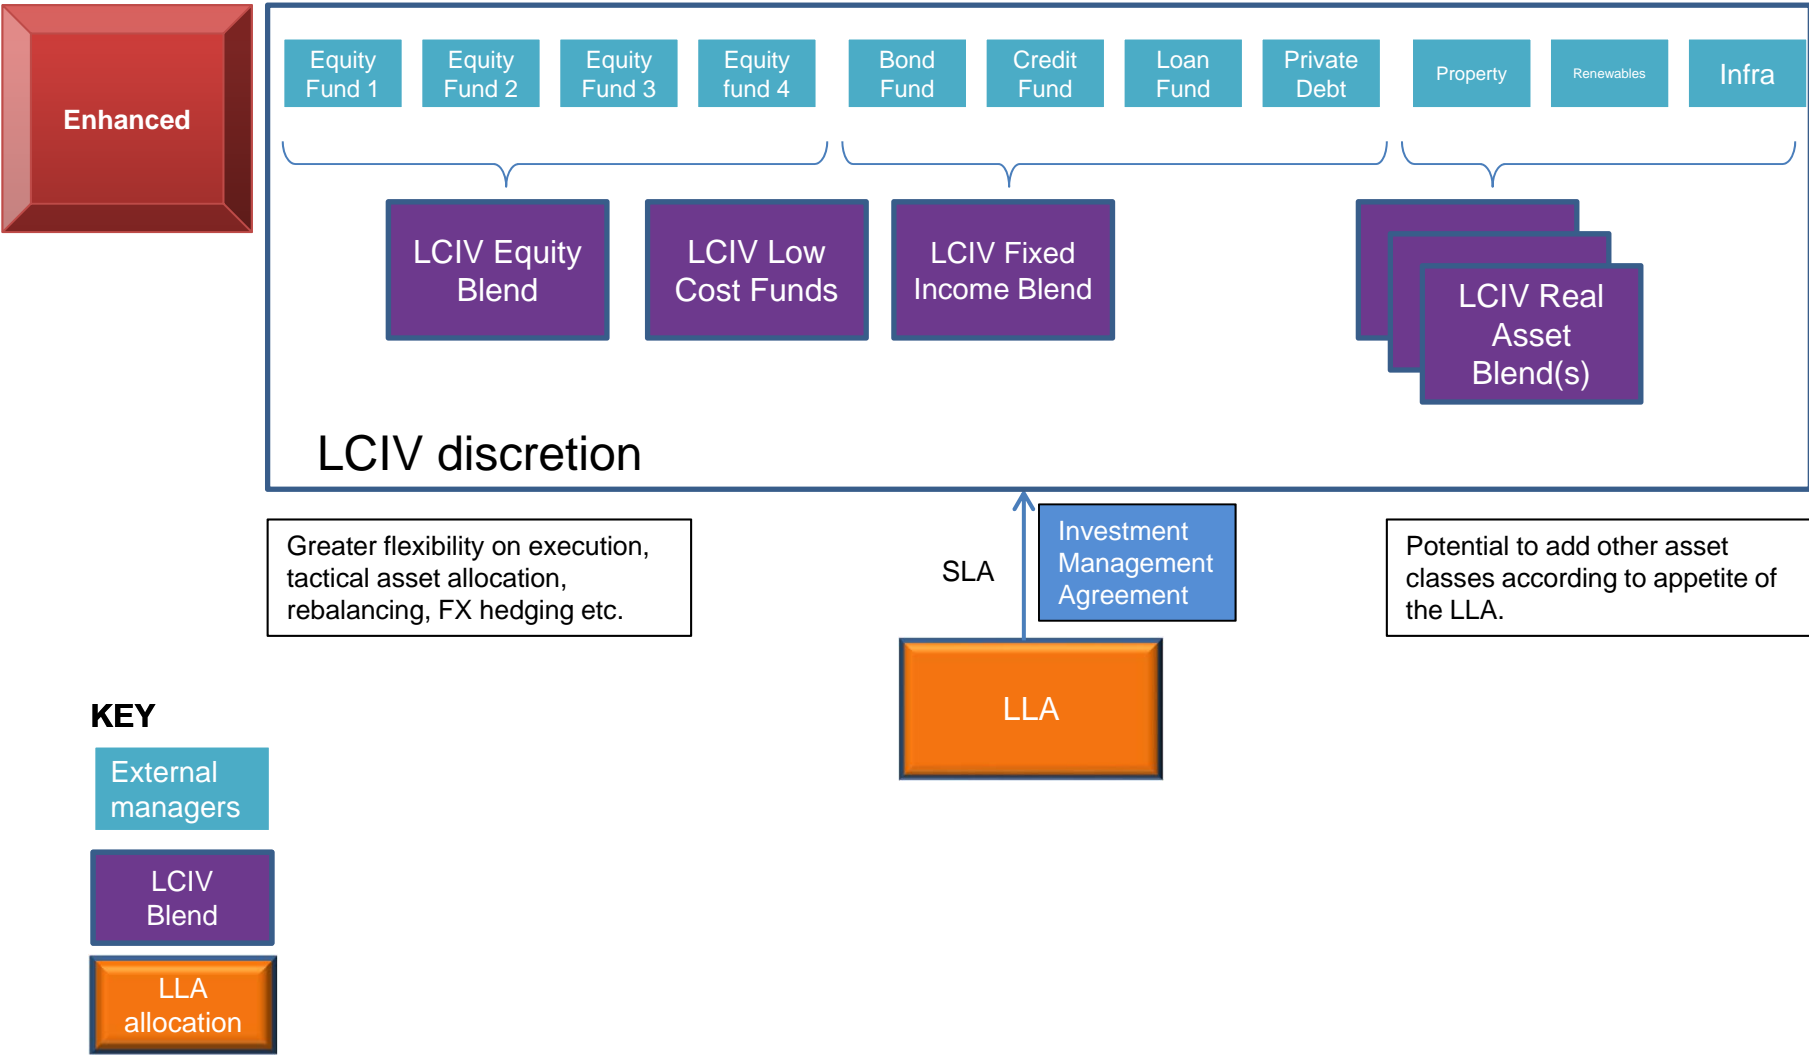 Enhanced
Equity
Fund 1
Equity
Fund 2
Equity
Fund 3
Equity
fund 4
Bond
Fund
Credit
Fund
Loan
Fund
Private
Debt
Property
Renewables
Infra
LCIV Equity
Blend
LCIV Low
Cost Funds
LCIV Fixed
Income Blend
LCIV Real
Asset
Blend(s)
LCIV discretion
Greater flexibility on execution,
tactical asset allocation,
rebalancing, FX hedging etc.
SLA
Investment
Management
Agreement
Potential to add other asset
classes according to appetite of
the LLA.
LLA
KEY
External
managers
LCIV
Blend
LLA
allocation